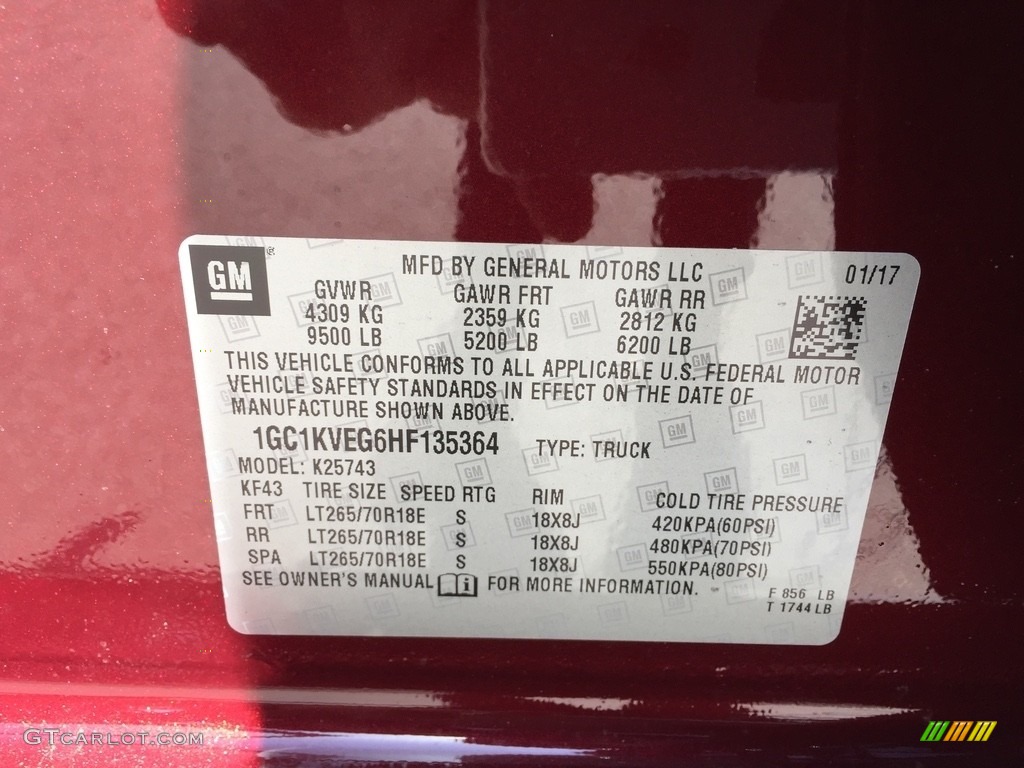 GM ®
MFD BY GENERAL MOTORS LLC 01/17
GVWR GAWR FRT GAWR RR
4309 KG 2359 KG 2812 KG
9500 LB 5200 LB 6200 LB
THIS VEHICLE CONFORMS TO ALL APPLICABLE U.S. FEDERAL MOTOR
VEHICLE SAFETY STANDARDS IN EFFECT ON THE DATE OF
MANUFACTURE SHOWN ABOVE.
1GC1KVEG6HF135364 TYPE: TRUCK
MODEL: K25743
KF43 TIRE SIZE SPEED RTG RIM COLD TIRE PRESSURE
FRT LT265/70R18E S 18X8J 420KPA(60PSI)
RR LT265/70R18E S 18X8J 480KPA(70PSI)
SPA LT265/70R18E S 18X8J 550KPA(80PSI)
SEE OWNER'S MANUAL i FOR MORE INFORMATION.
F 856 LB
T 1744 LB
GTCARLOT.COM